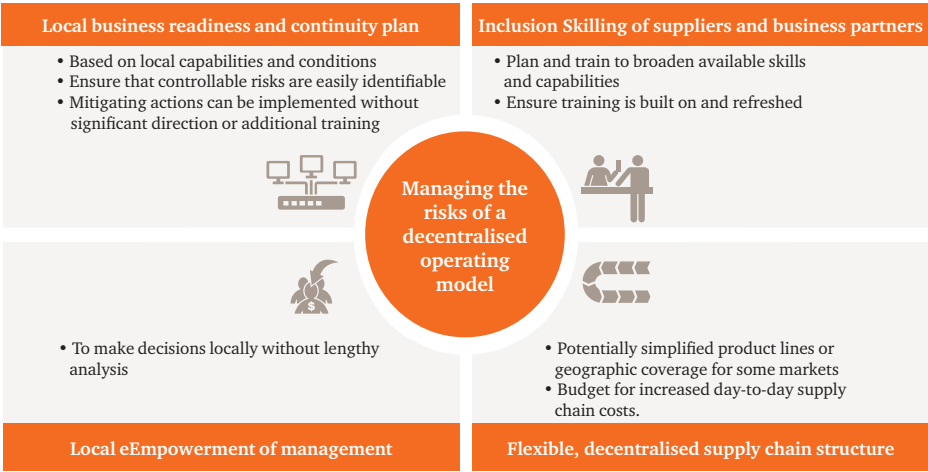 Local business readiness and continuity plan
• Based on local capabilities and conditions
• Ensure that controllable risks are easily identifiable
• Mitigating actions can be implemented without
significant direction or additional training
Inclusion Skilling of suppliers and business partners
• Plan and train to broaden available skills
and capabilities
• Ensure training is built on and refreshed
Managing the
risks of a
decentralised
operating
model
$
• To make decisions locally without lengthy
analysis
Local eEmpowerment of management
• Potentially simplified product lines or
geographic coverage for some markets
• Budget for increased day-to-day supply
chain costs.
Flexible, decentralised supply chain structure